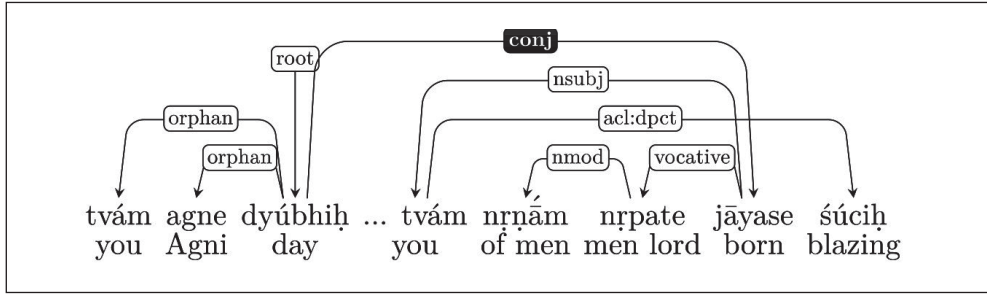 conj
root
nsubj
orphan acl:dpct
orphan nmod vocative
tvám agne dyúbhiḥ ... tvám nṛṇā́m nṛpate jāyase śúciḥ
you Agni day you of men men lord born blazing